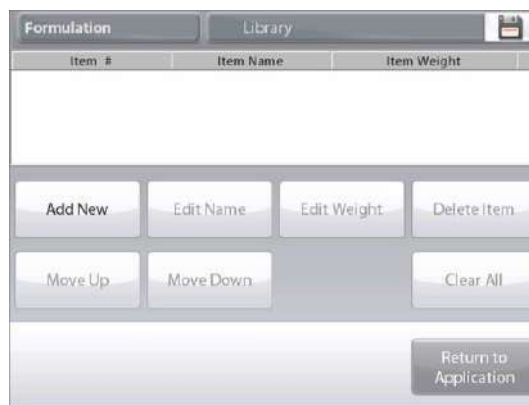 Formulation Library
Item # Item Name Item Weight
Add New Edit Name Edit Weight Delete Item
Move Up Move Down Clear All
Return to
Application